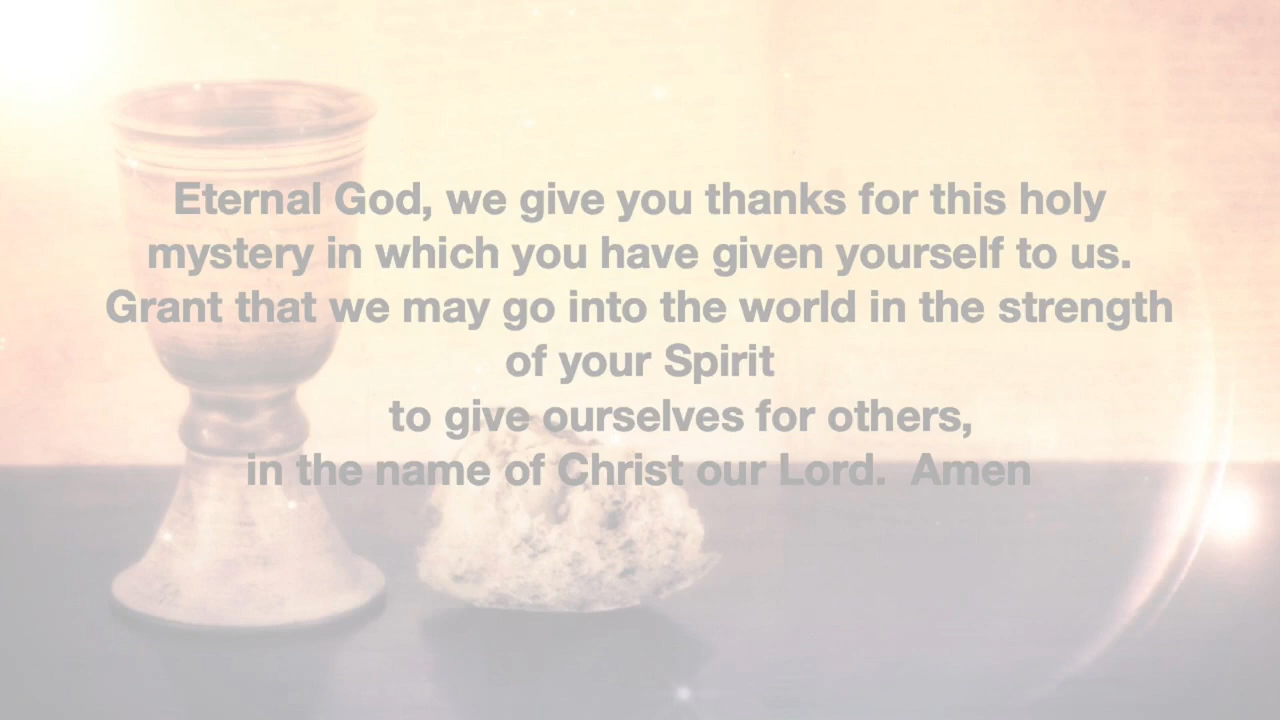 Eternal God, we give you thanks for this holy
mystery in which you have given yourself to us.
Grant that we may go into the world in the strength
of your Spirit
to give ourselves for others,
in the name of Christ our Lord.  Amen